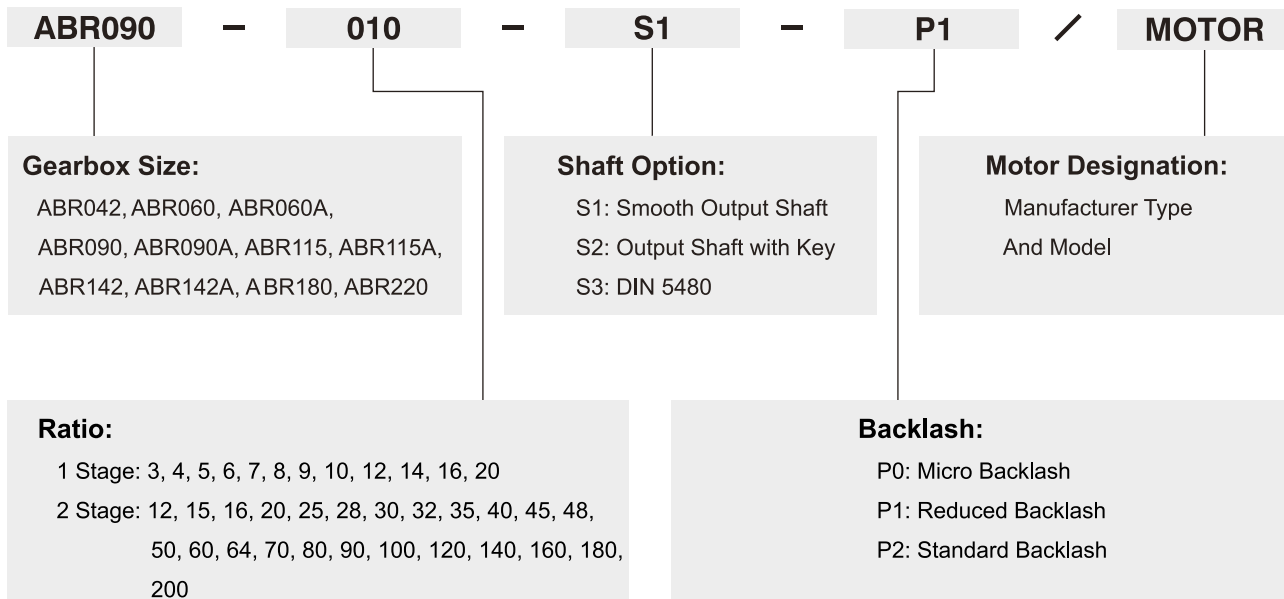 ABR090 – 010 – S1 – P1 / MOTOR
Gearbox Size:
ABR042, ABR060, ABR060A,
ABR090, ABR090A, ABR115, ABR115A,
ABR142, ABR142A, ABR180, ABR220
Shaft Option:
S1: Smooth Output Shaft
S2: Output Shaft with Key
S3: DIN 5480
Motor Designation:
Manufacturer Type
And Model
Ratio:
1 Stage: 3, 4, 5, 6, 7, 8, 9, 10, 12, 14, 16, 20
2 Stage: 12, 15, 16, 20, 25, 28, 30, 32, 35, 40, 45, 48,
50, 60, 64, 70, 80, 90, 100, 120, 140, 160, 180,
200
Backlash:
P0: Micro Backlash
P1: Reduced Backlash
P2: Standard Backlash